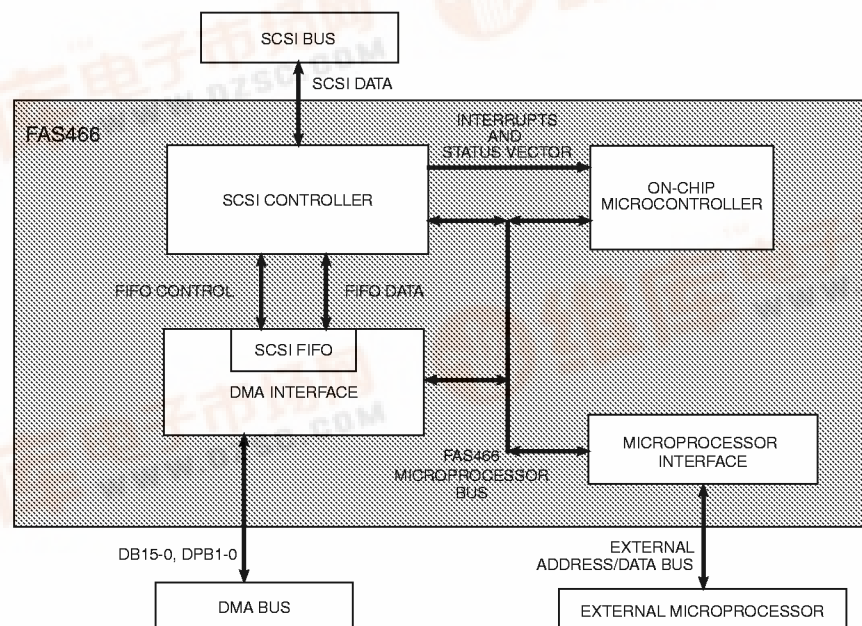 SCSI BUS
SCSI DATA
FAS466
INTERRUPTS
AND
STATUS VECTOR
SCSI CONTROLLER
ON-CHIP
MICROCONTROLLER
FIFO CONTROL
FIFO DATA
SCSI FIFO
DMA INTERFACE
FAS466
MICROPROCESSOR
BUS
MICROPROCESSOR
INTERFACE
DB15-0, DPB1-0
EXTERNAL
ADDRESS/DATA BUS
DMA BUS
EXTERNAL MICROPROCESSOR